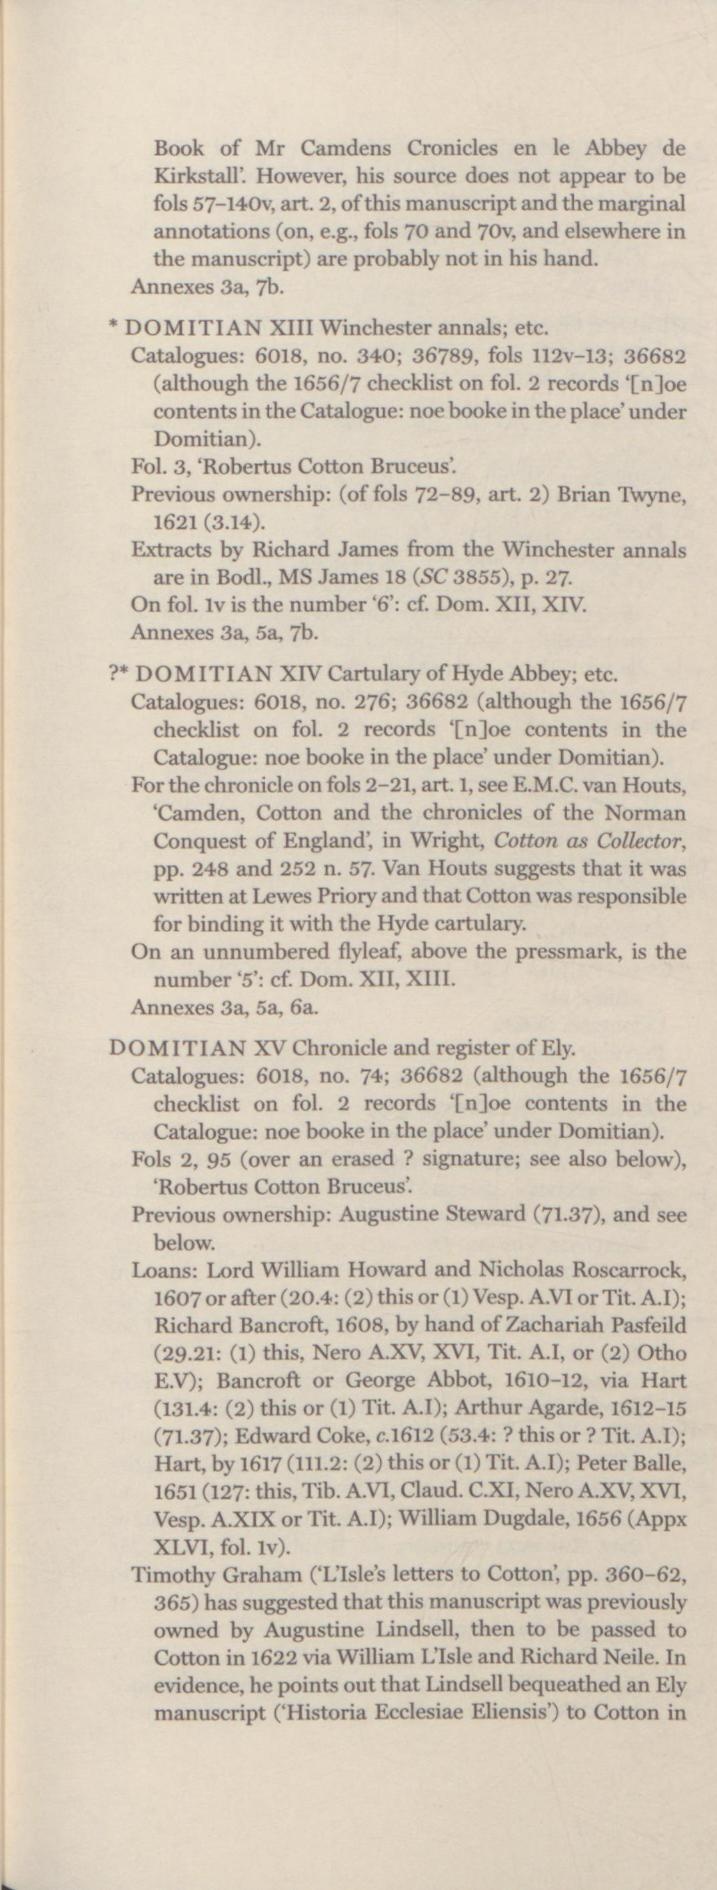 Book of Mr Camdens Cronicles en le Abbey de
Kirkstall’. However, his source does not appear to be
fols 57–140v, art. 2, of this manuscript and the marginal
annotations (on, e.g., fols 70 and 70v, and elsewhere in
the manuscript) are probably not in his hand.
Annexes 3a, 7b.
* DOMITIAN XIII Winchester annals; etc.
Catalogues: 6018, no. 340; 36789, fols 112v–13; 36682
(although the 1656/7 checklist on fol. 2 records ‘[n]oe
contents in the Catalogue: noe booke in the place’ under
Domitian).
Fol. 3, ‘Robertus Cotton Bruceus’.
Previous ownership: (of fols 72–89, art. 2) Brian Twyne,
1621 (3.14).
Extracts by Richard James from the Winchester annals
are in Bodl., MS James 18 (SC 3855), p. 27.
On fol. 1v is the number ‘6’: cf. Dom. XII, XIV.
Annexes 3a, 5a, 7b.
?* DOMITIAN XIV Cartulary of Hyde Abbey; etc.
Catalogues: 6018, no. 276; 36682 (although the 1656/7
checklist on fol. 2 records ‘[n]oe contents in the
Catalogue: noe booke in the place’ under Domitian).
For the chronicle on fols 2–21, art. 1, see E.M.C. van Houts,
‘Camden, Cotton and the chronicles of the Norman
Conquest of England’, in Wright, Cotton as Collector,
pp. 248 and 252 n. 57. Van Houts suggests that it was
written at Lewes Priory and that Cotton was responsible
for binding it with the Hyde cartulary.
On an unnumbered flyleaf, above the pressmark, is the
number ‘5’: cf. Dom. XII, XIII.
Annexes 3a, 5a, 6a.
DOMITIAN XV Chronicle and register of Ely.
Catalogues: 6018, no. 74; 36682 (although the 1656/7
checklist on fol. 2 records ‘[n]oe contents in the
Catalogue: noe booke in the place’ under Domitian).
Fols 2, 95 (over an erased ? signature; see also below),
‘Robertus Cotton Bruceus’.
Previous ownership: Augustine Steward (71.37), and see
below.
Loans: Lord William Howard and Nicholas Roscarrock,
1607 or after (20.4: (2) this or (1) Vesp. A.VI or Tit. A.I);
Richard Bancroft, 1608, by hand of Zachariah Pasfeild
(29.21: (1) this, Nero A.XV, XVI, Tit. A.I, or (2) Otho
E.V); Bancroft or George Abbot, 1610–12, via Hart
(131.4: (2) this or (1) Tit. A.I); Arthur Agarde, 1612–15
(71.37); Edward Coke, c.1612 (53.4: ? this or ? Tit. A.I);
Hart, by 1617 (111.2: (2) this or (1) Tit. A.I); Peter Balle,
1651 (127: this, Tib. A.VI, Claud. C.XI, Nero A.XV, XVI,
Vesp. A.XIX or Tit. A.I); William Dugdale, 1656 (Appx
XLVI, fol. 1v).
Timothy Graham (‘L’Isle’s letters to Cotton’, pp. 360–62,
365) has suggested that this manuscript was previously
owned by Augustine Lindsell, then to be passed to
Cotton in 1622 via William L’Isle and Richard Neile. In
evidence, he points out that Lindsell bequeathed an Ely
manuscript (‘Historia Ecclesiae Eliensis’) to Cotton in